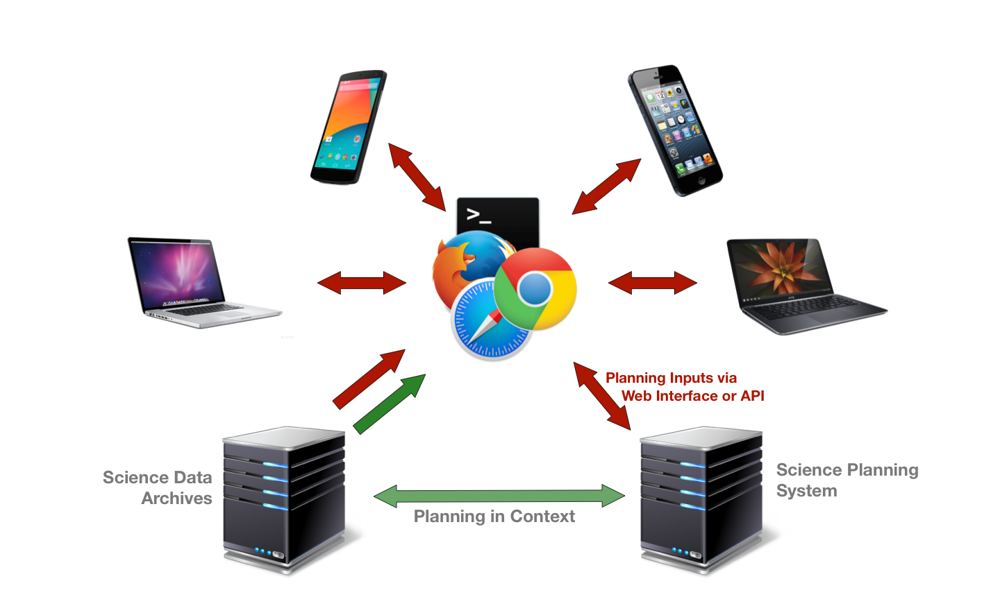 >_
Planning Inputs via
Web Interface or API
Science Data
Archives
Science Planning
System
Planning in Context